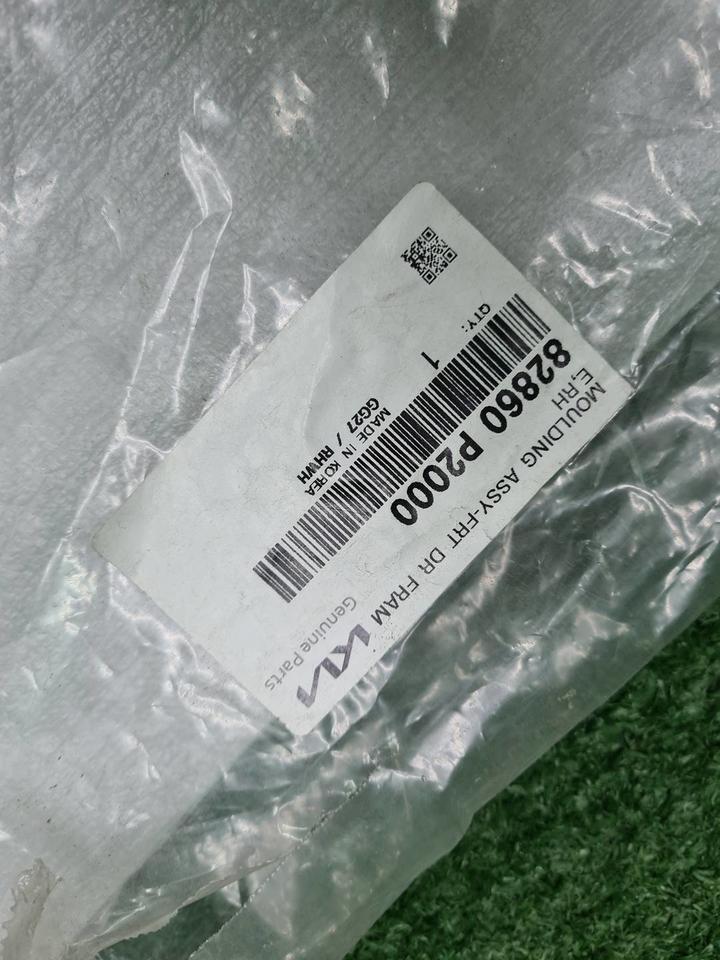 MOULDING ASSY-FRT DR FRAM
E,RH
82860 P2000
QTY: 1
MADE IN KOREA
GG27 / RHWH
KIA
Genuine Parts